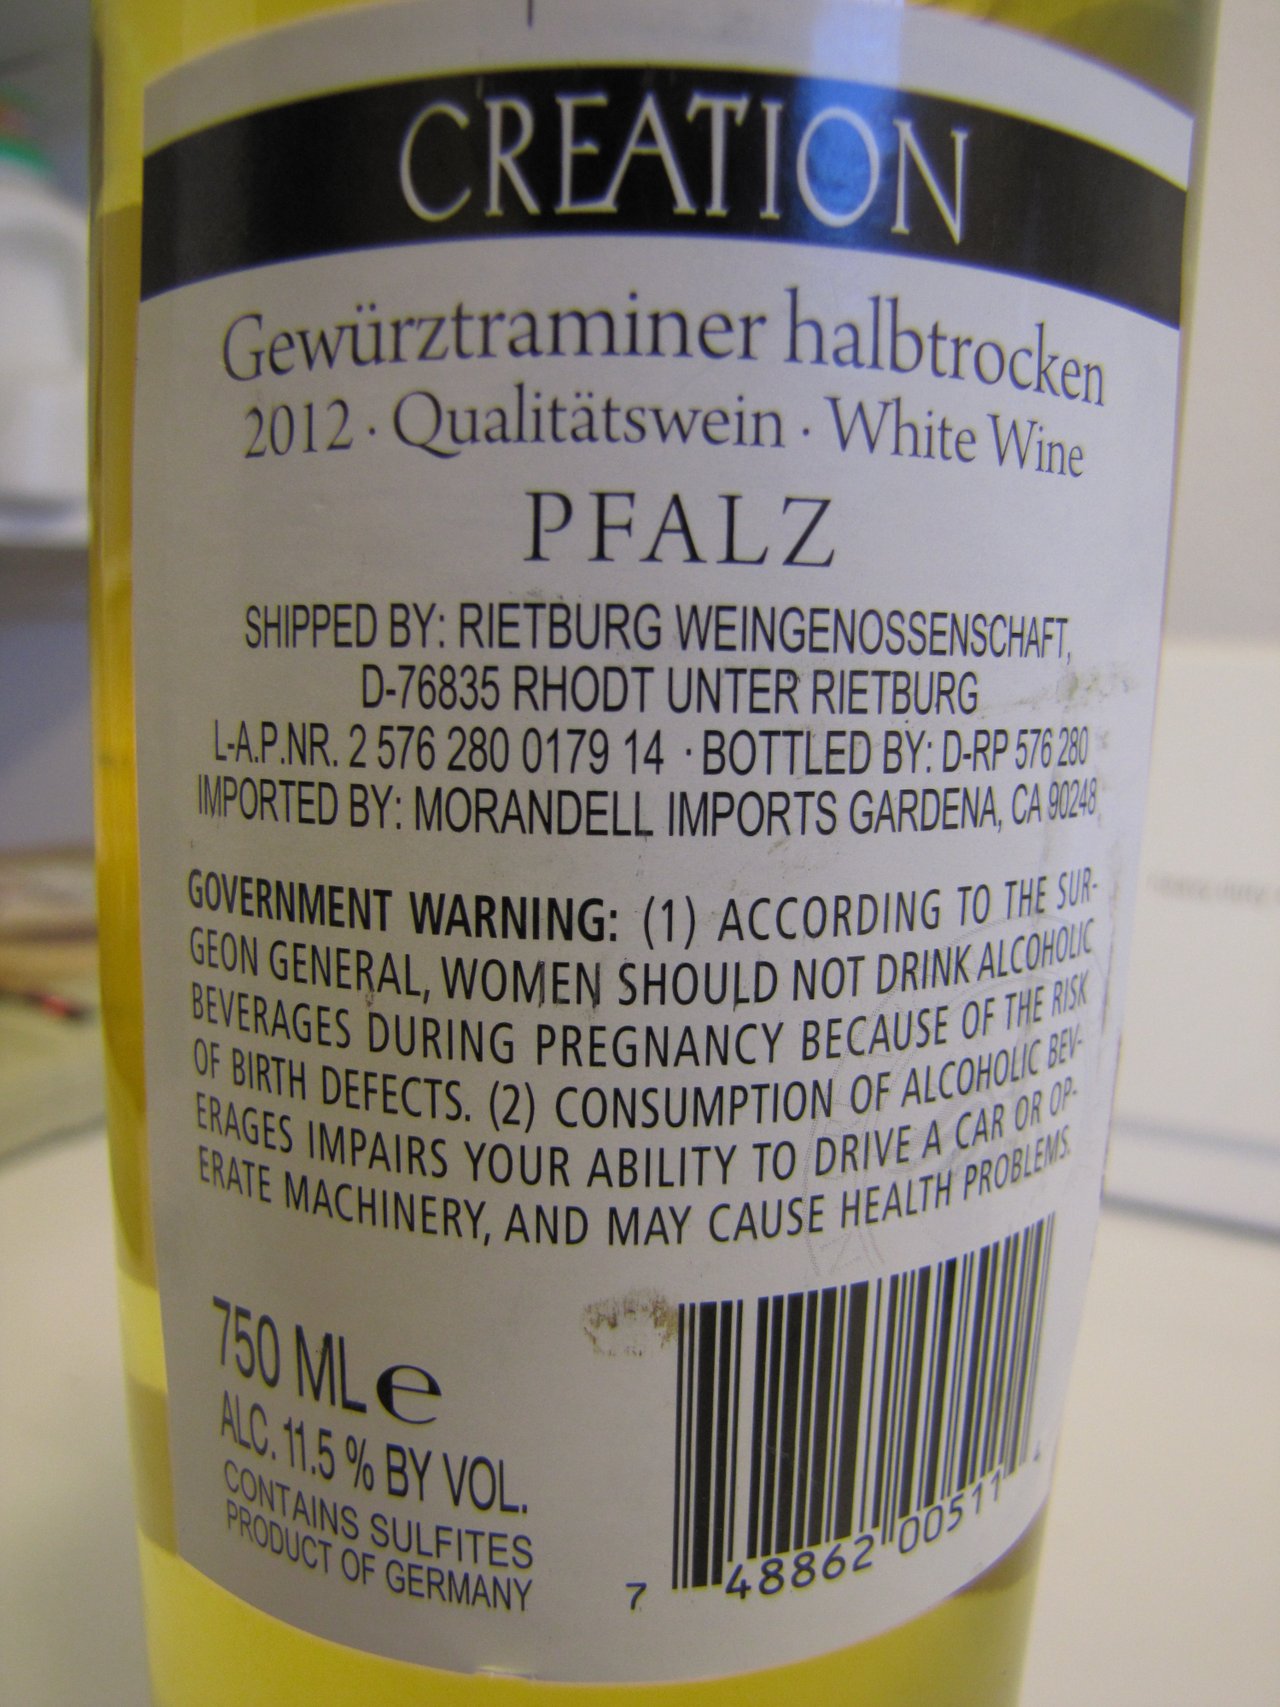 CREATION
Gewürztraminer halbtrocken
2012 · Qualitätswein · White Wine
PFALZ
SHIPPED BY: RIETBURG WEINGENOSSENSCHAFT,
D-76835 RHODT UNTER RIETBURG
L-A.P.NR. 2 576 280 0179 14 · BOTTLED BY: D-RP 576 280
IMPORTED BY: MORANDELL IMPORTS GARDENA, CA 90248
GOVERNMENT WARNING: (1) ACCORDING TO THE SUR-
GEON GENERAL, WOMEN SHOULD NOT DRINK ALCOHOLIC
BEVERAGES DURING PREGNANCY BECAUSE OF THE RISK
OF BIRTH DEFECTS. (2) CONSUMPTION OF ALCOHOLIC BEV-
ERAGES IMPAIRS YOUR ABILITY TO DRIVE A CAR OR OP-
ERATE MACHINERY, AND MAY CAUSE HEALTH PROBLEMS.
750 ML e
ALC. 11.5 % BY VOL.
CONTAINS SULFITES
PRODUCT OF GERMANY
7 48862 00511 4